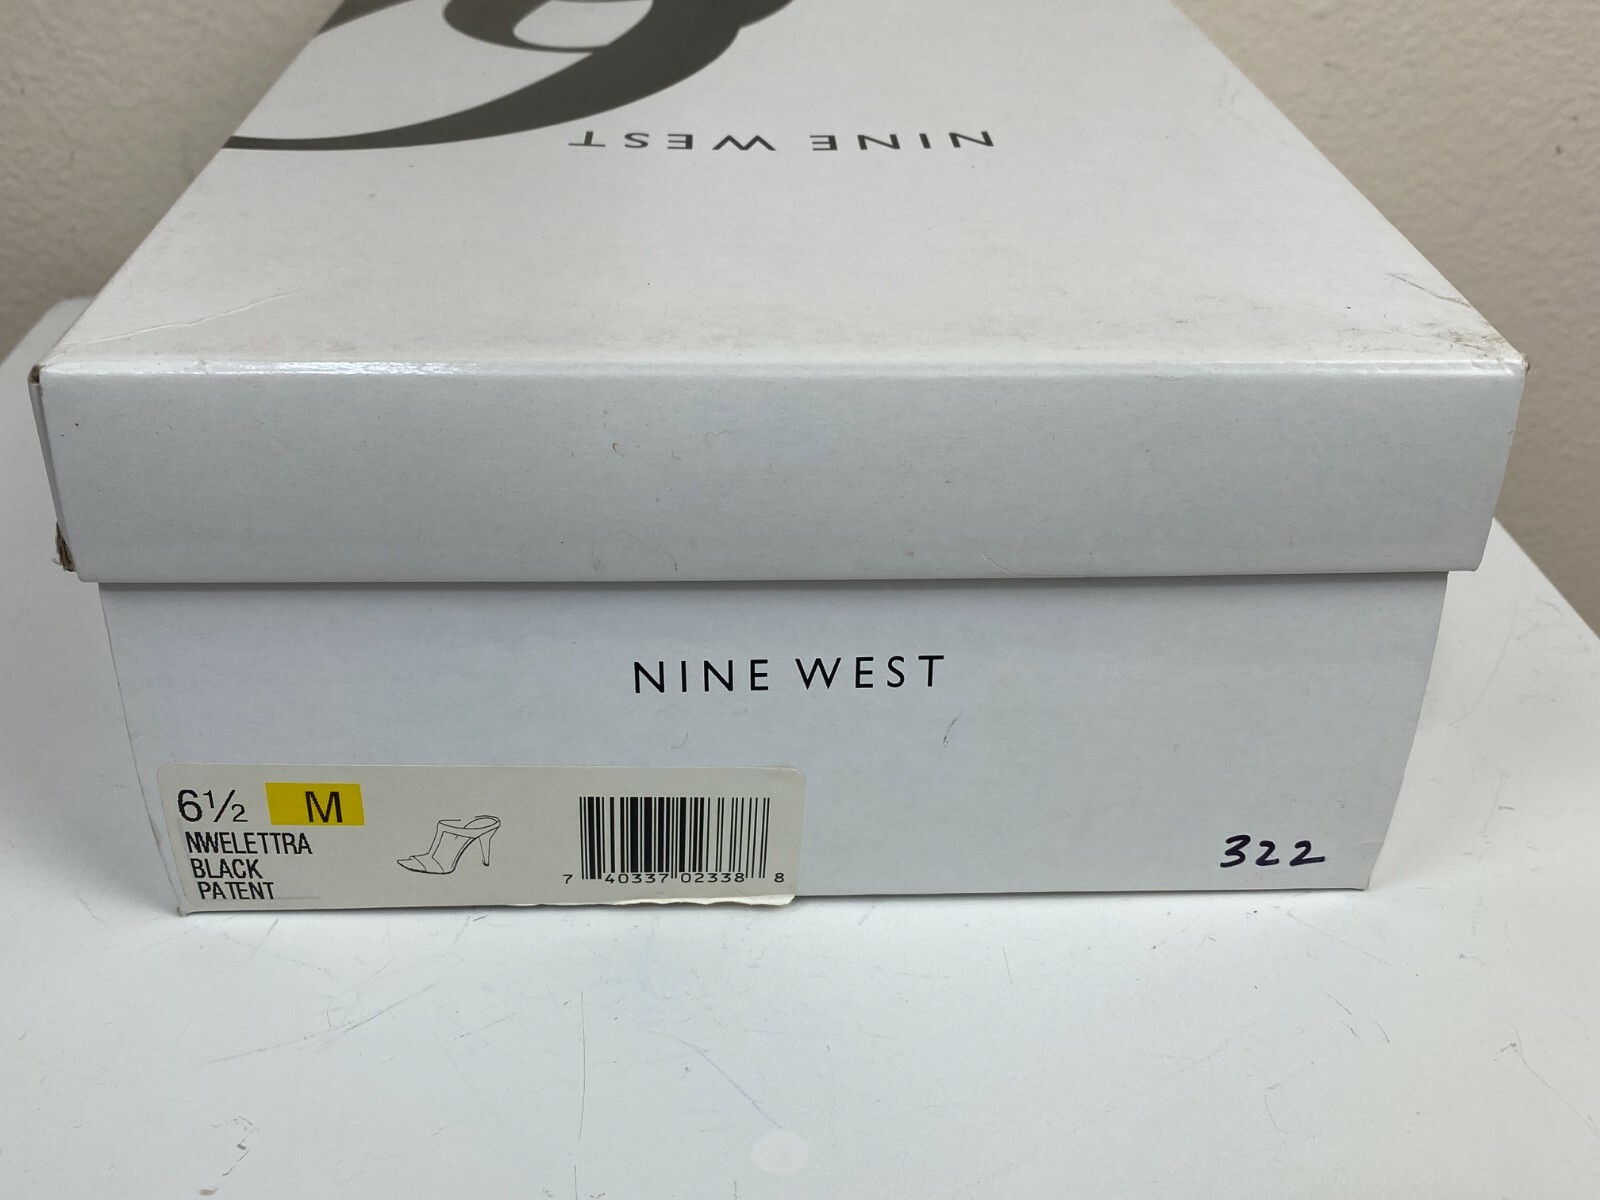 NINE WEST
NINE WEST
6½ M
NWELETTRA
BLACK
PATENT
7 40337 02338 8
322